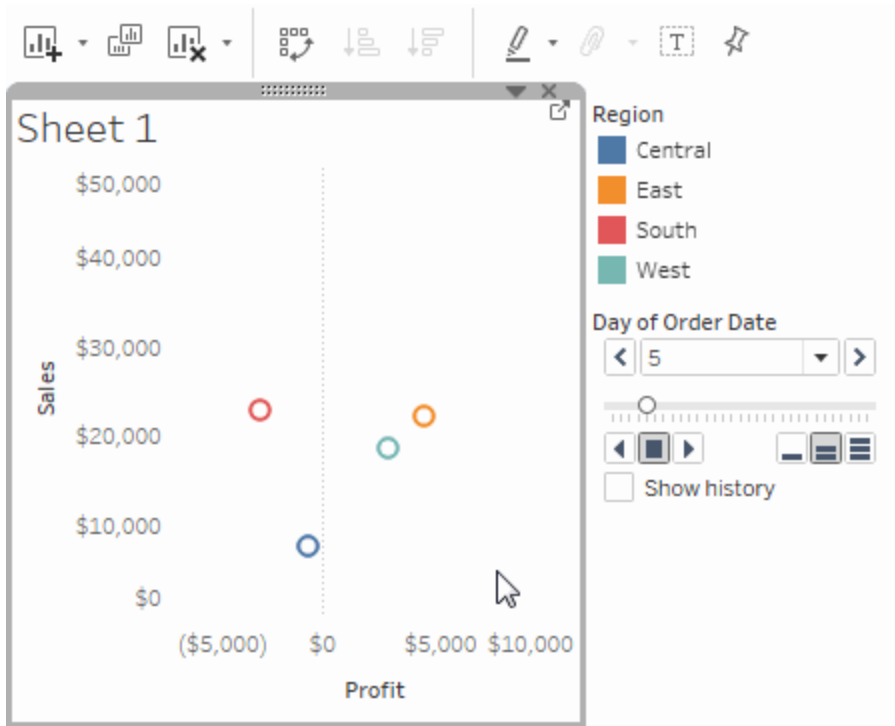 T
Sheet 1
$50,000
$40,000
$30,000
$20,000
$10,000
$0
Sales
($5,000) $0 $5,000 $10,000
Profit
Region
Central
East
South
West
Day of Order Date
5
Show history